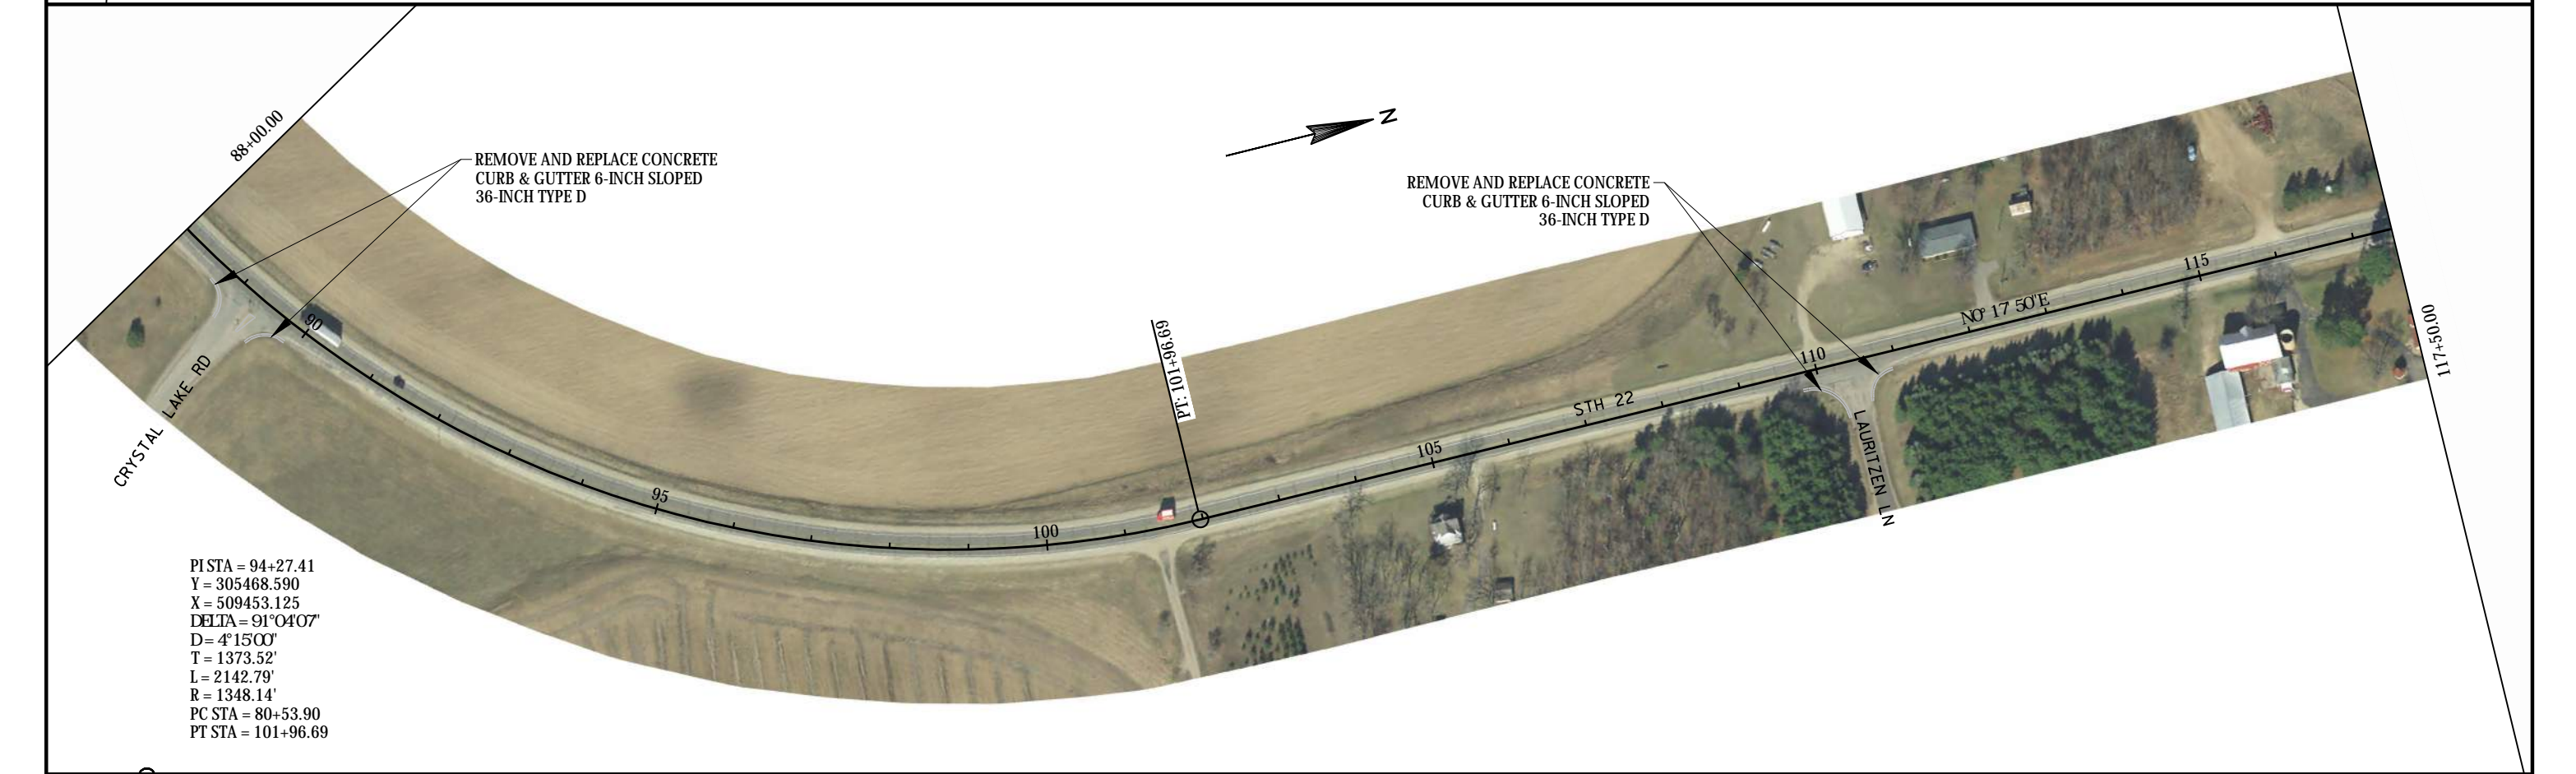 88+00.00
REMOVE AND REPLACE CONCRETE
CURB & GUTTER 6-INCH SLOPED
36-INCH TYPE D
N
REMOVE AND REPLACE CONCRETE
CURB & GUTTER 6-INCH SLOPED
36-INCH TYPE D
90
CRYSTAL LAKE RD
95
100
PT: 101+96.69
105
STH 22
110
LAURITZEN LN
N0° 17' 50"E
115
117+50.00
PI STA = 94+27.41
Y = 305468.590
X = 509453.125
DELTA = 91°04'07"
D = 4°15'00"
T = 1373.52'
L = 2142.79'
R = 1348.14'
PC STA = 80+53.90
PT STA = 101+96.69